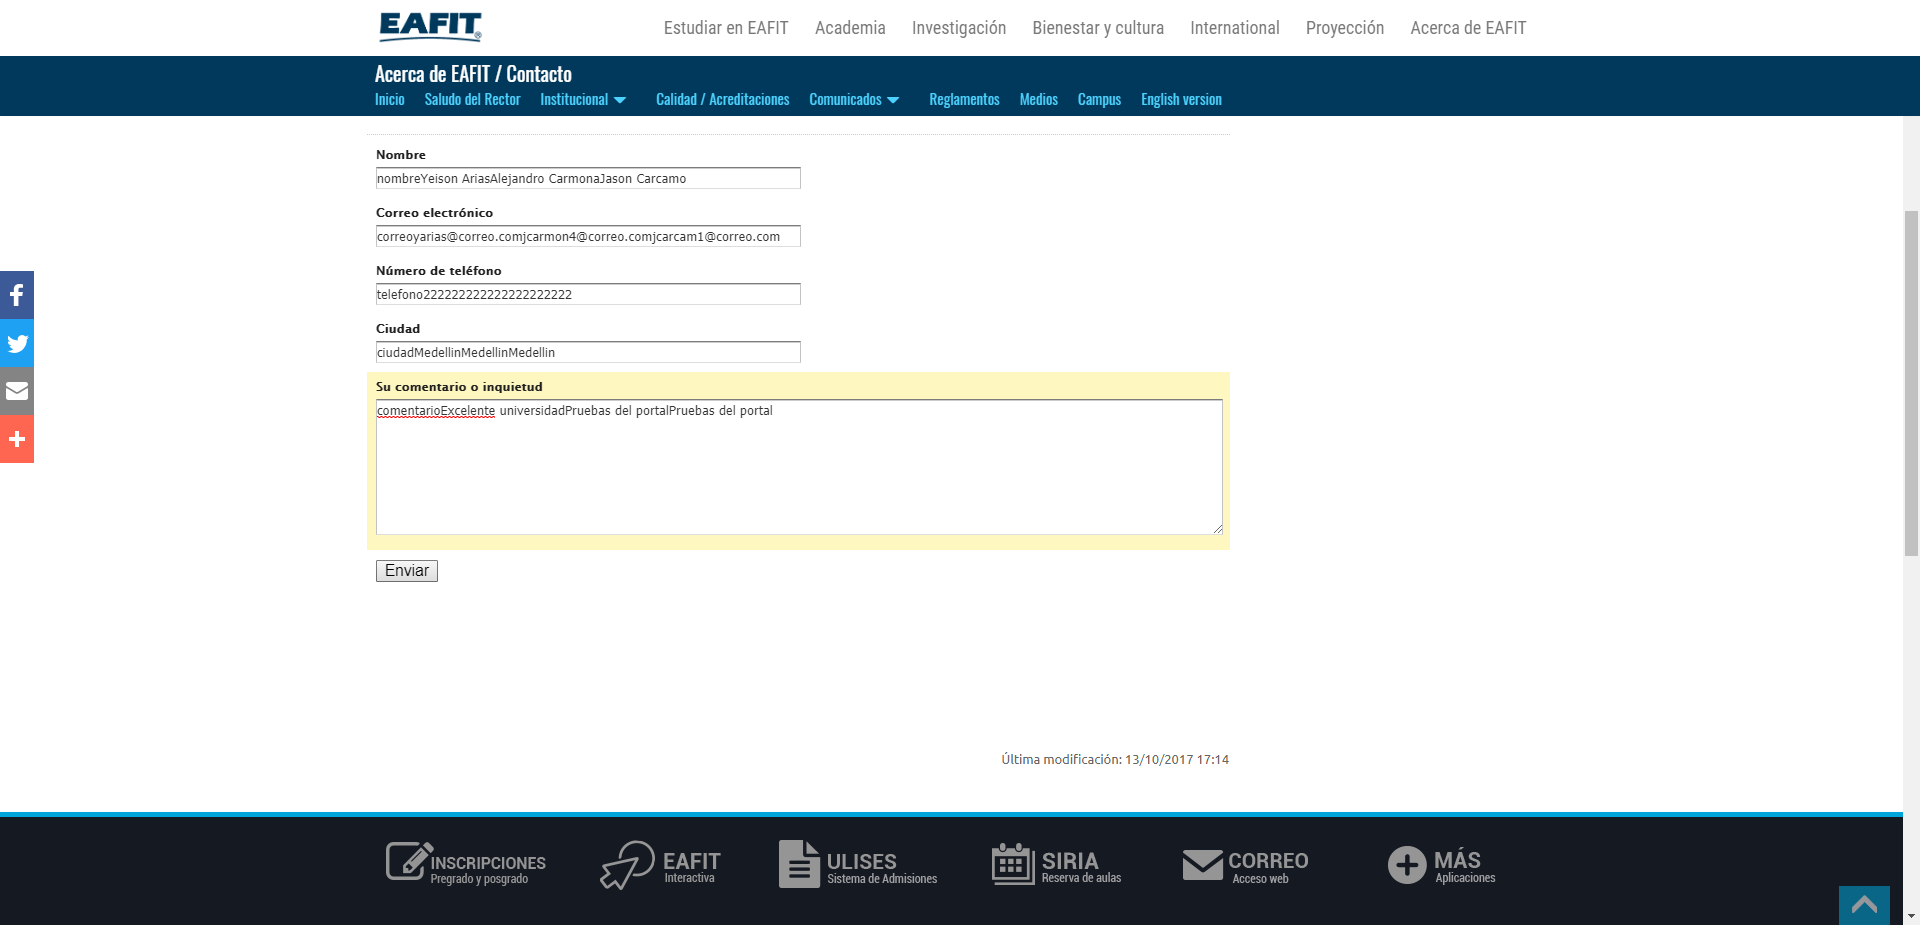 EAFIT®
Estudiar en EAFIT Academia Investigación Bienestar y cultura International Proyección Acerca de EAFIT
Acerca de EAFIT / Contacto
Inicio Saludo del Rector Institucional Calidad / Acreditaciones Comunicados Reglamentos Medios Campus English version
Nombre
nombreYeison AriasAlejandro CarmonaJason Carcamo
Correo electrónico
correoyarias@correo.comjcarmon4@correo.comjcarcam1@correo.com
Número de teléfono
telefono222222222222222222222
Ciudad
ciudadMedellinMedellinMedellin
Su comentario o inquietud
comentarioExcelente universidadPruebas del portalPruebas del portal
Enviar
Última modificación: 13/10/2017 17:14
INSCRIPCIONES EAFIT ULISES SIRIA CORREO MÁS
Pregrado y posgrado Interactiva Sistema de Admisiones Reserva de aulas Acceso web Aplicaciones